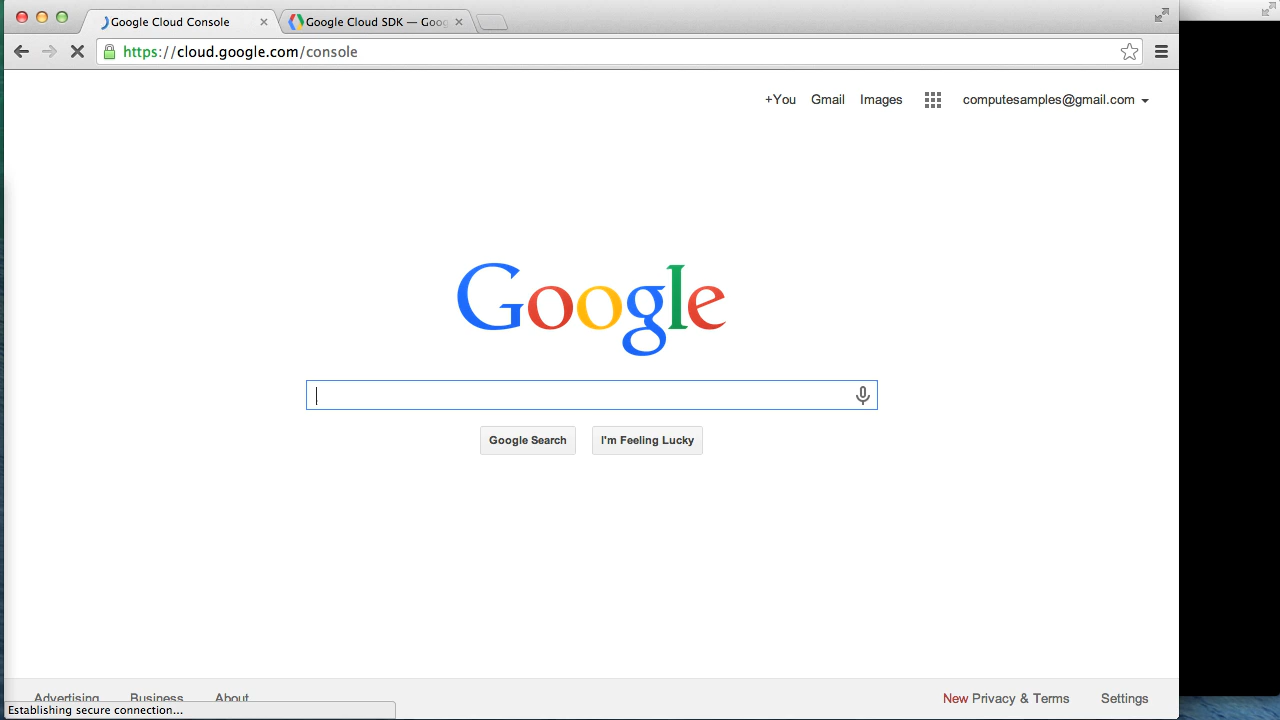 Google Cloud Console
Google Cloud SDK — Goog
https://cloud.google.com/console
+You Gmail Images computesamples@gmail.com
Google
Google Search I'm Feeling Lucky
Advertising Business About New Privacy & Terms Settings
Establishing secure connection...